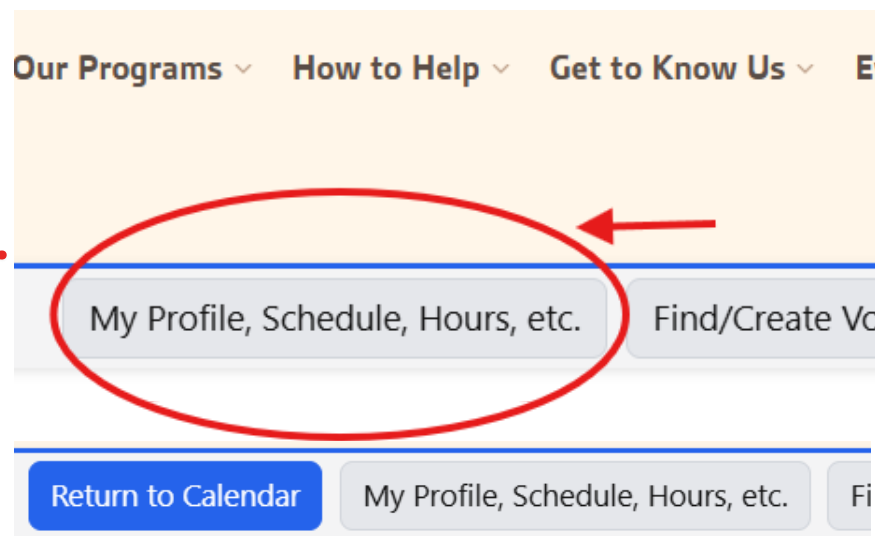 Our Programs How to Help Get to Know Us
My Profile, Schedule, Hours, etc. Find/Create
Return to Calendar My Profile, Schedule, Hours, etc.